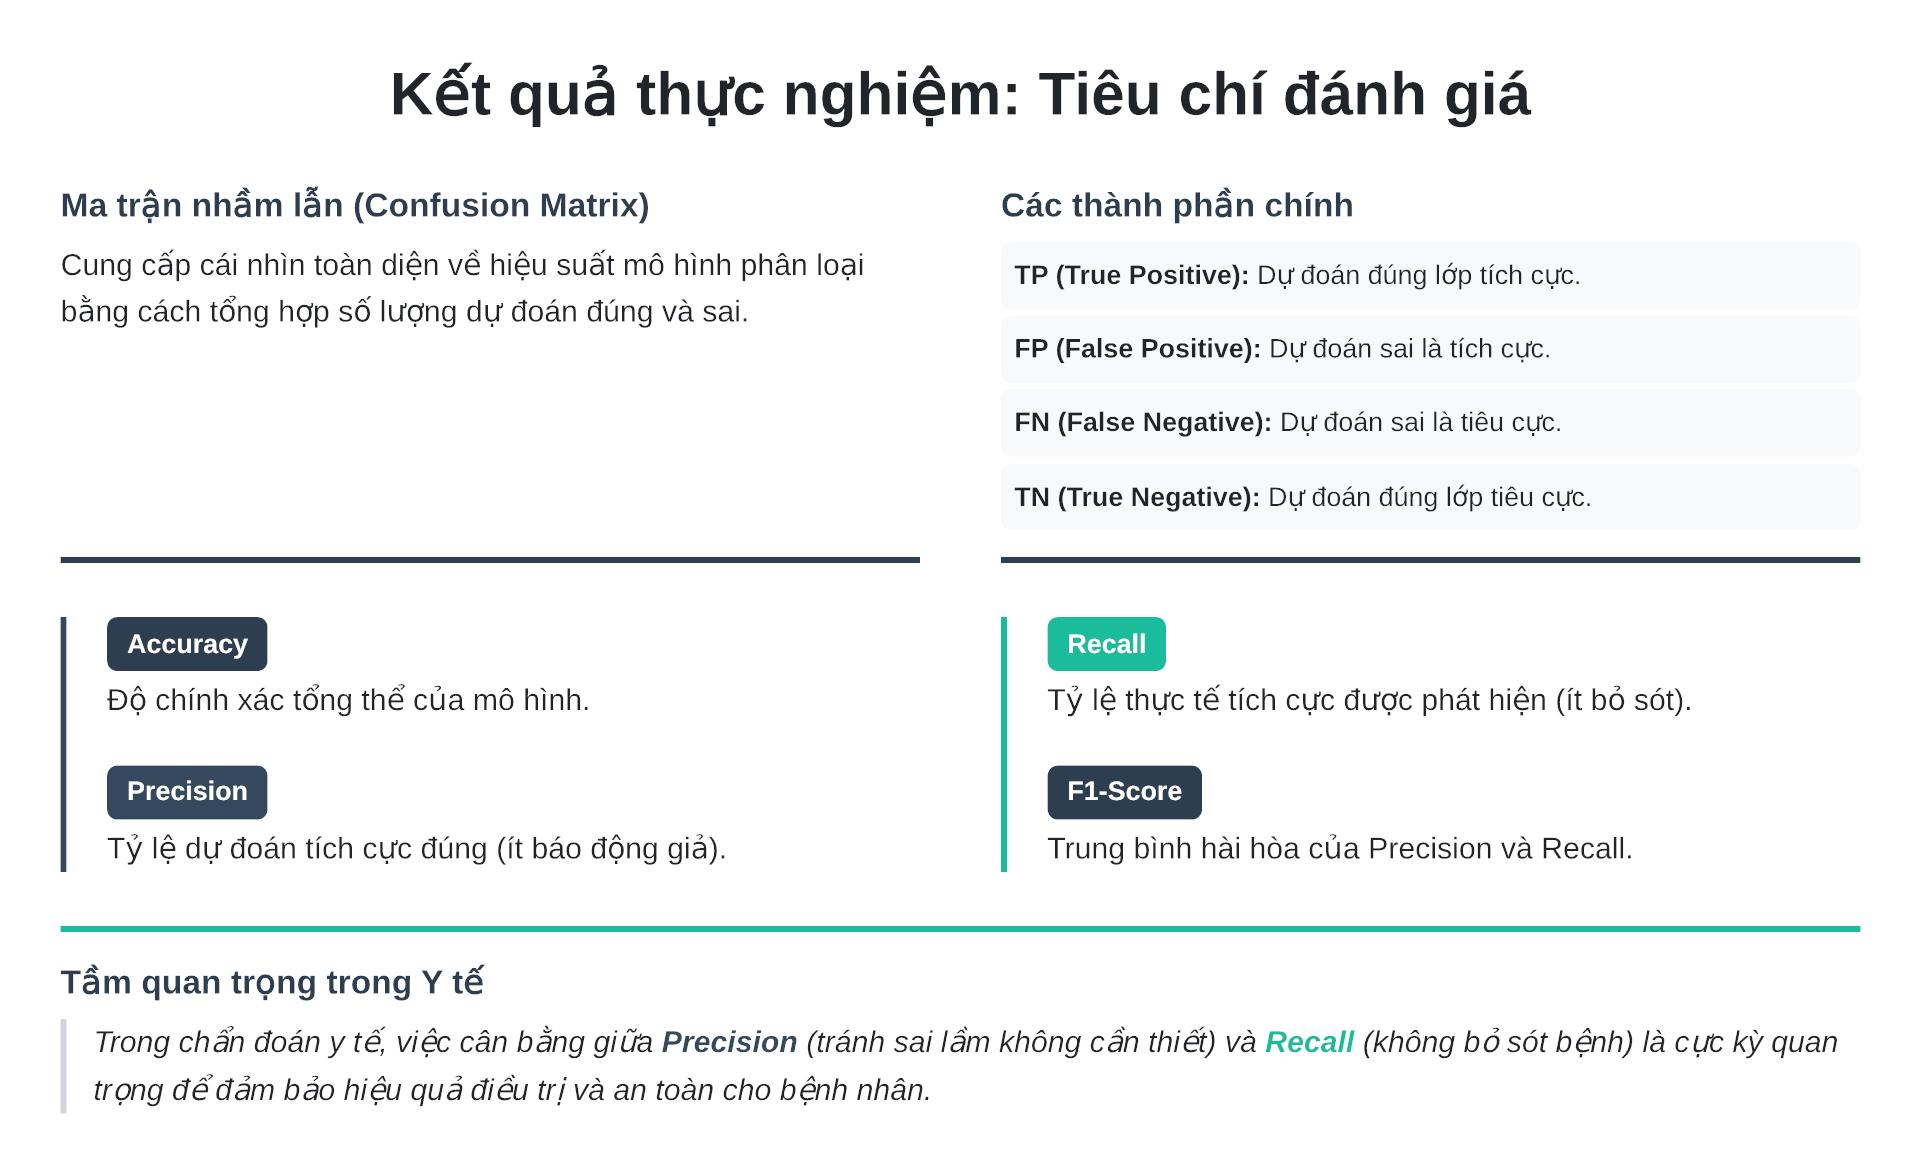 Kết quả thực nghiệm: Tiêu chí đánh giá
Ma trận nhầm lẫn (Confusion Matrix)
Cung cấp cái nhìn toàn diện về hiệu suất mô hình phân loại
bằng cách tổng hợp số lượng dự đoán đúng và sai.
Các thành phần chính
TP (True Positive): Dự đoán đúng lớp tích cực.
FP (False Positive): Dự đoán sai là tích cực.
FN (False Negative): Dự đoán sai là tiêu cực.
TN (True Negative): Dự đoán đúng lớp tiêu cực.
Accuracy
Độ chính xác tổng thể của mô hình.
Precision
Tỷ lệ dự đoán tích cực đúng (ít báo động giả).
Recall
Tỷ lệ thực tế tích cực được phát hiện (ít bỏ sót).
F1-Score
Trung bình hài hòa của Precision và Recall.
Tầm quan trọng trong Y tế
Trong chẩn đoán y tế, việc cân bằng giữa Precision (tránh sai lầm không cần thiết) và Recall (không bỏ sót bệnh) là cực kỳ quan
trọng để đảm bảo hiệu quả điều trị và an toàn cho bệnh nhân.